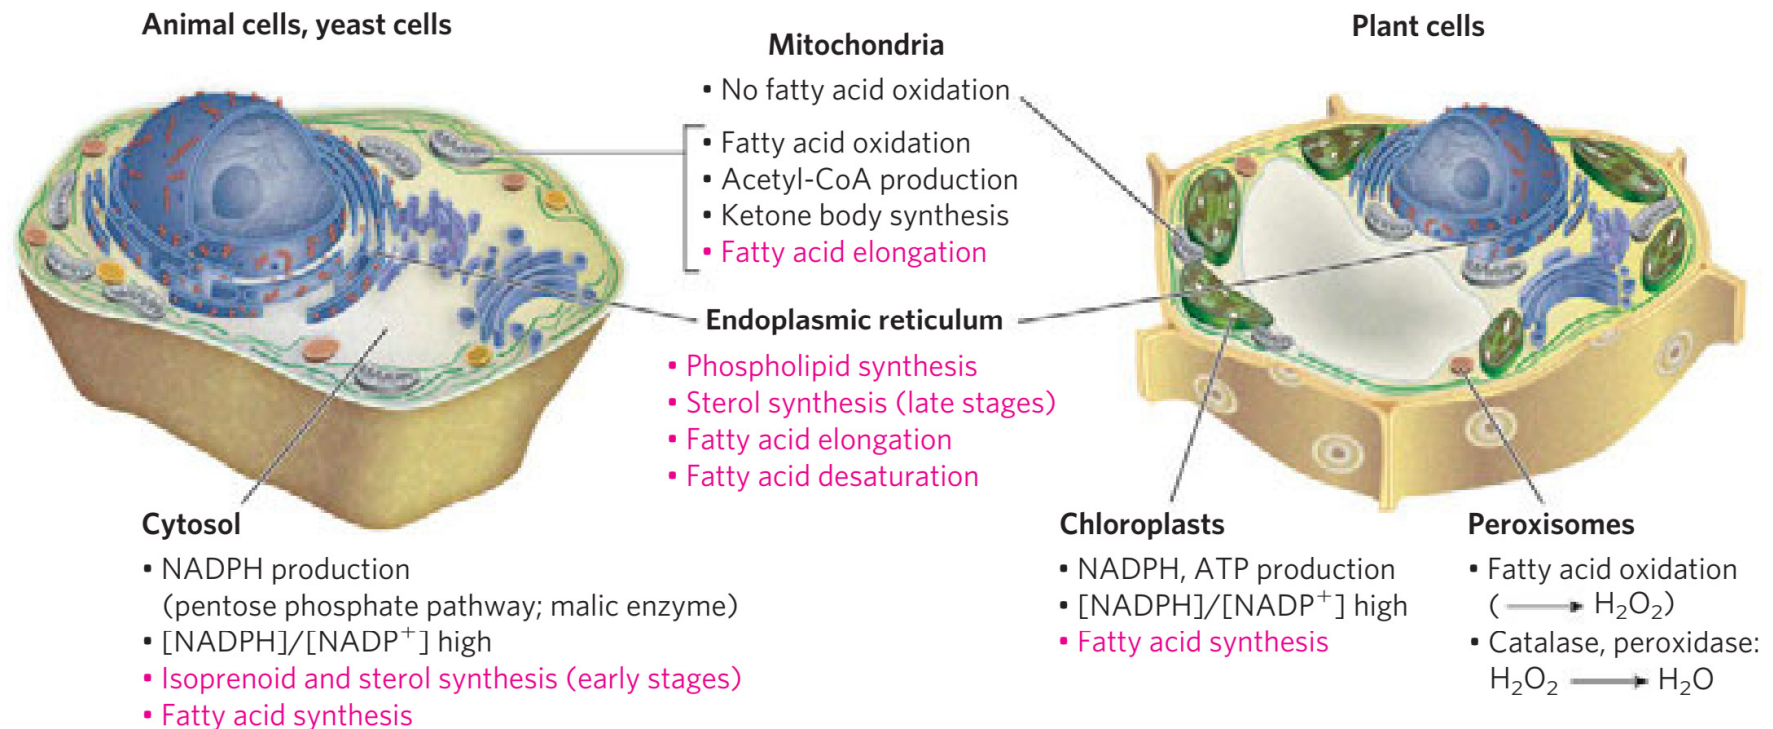 Animal cells, yeast cells
Mitochondria
• No fatty acid oxidation
• Fatty acid oxidation
• Acetyl-CoA production
• Ketone body synthesis
• Fatty acid elongation
Plant cells
Endoplasmic reticulum
• Phospholipid synthesis
• Sterol synthesis (late stages)
• Fatty acid elongation
• Fatty acid desaturation
Cytosol
• NADPH production
(pentose phosphate pathway; malic enzyme)
• [NADPH]/[NADP⁺] high
• Isoprenoid and sterol synthesis (early stages)
• Fatty acid synthesis
Chloroplasts
• NADPH, ATP production
• [NADPH]/[NADP⁺] high
• Fatty acid synthesis
Peroxisomes
• Fatty acid oxidation
(⟶ H₂O₂)
• Catalase, peroxidase:
H₂O₂ ⟶ H₂O